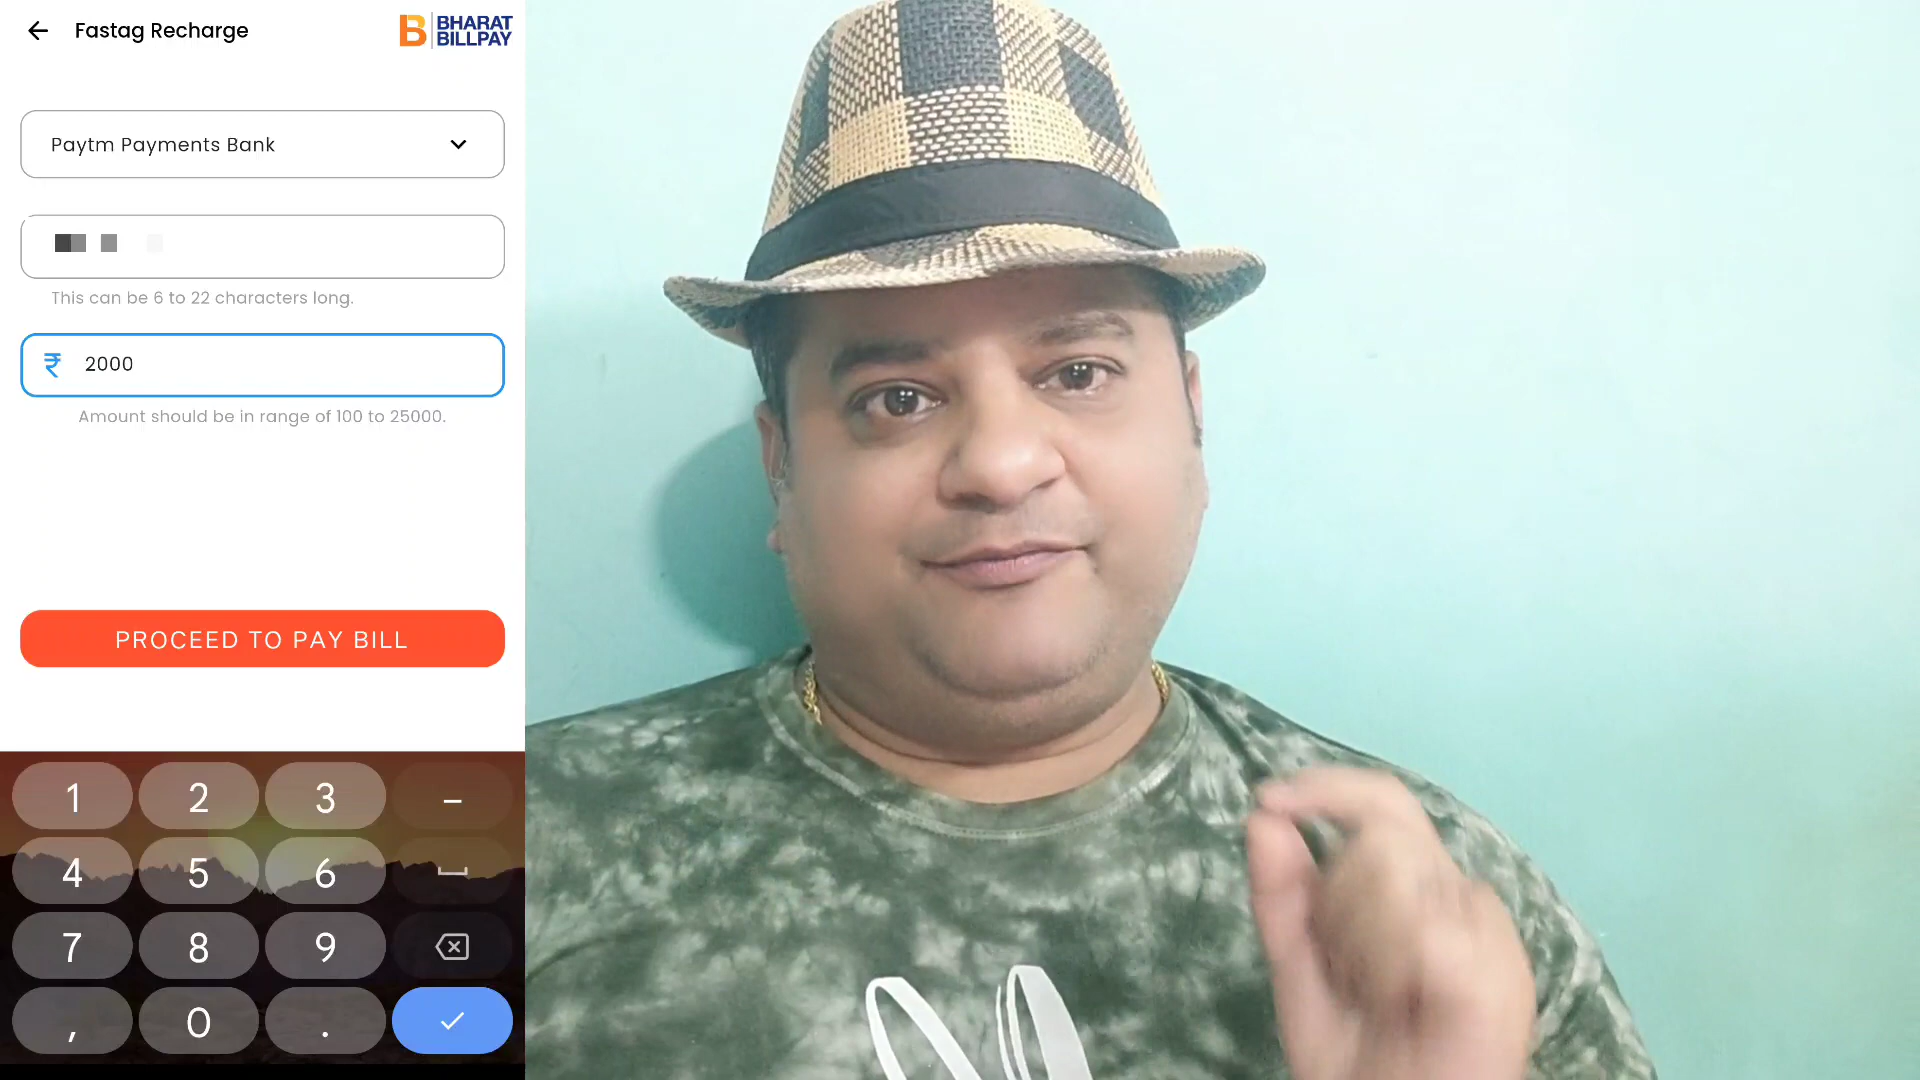 Fastag Recharge
BHARAT
BILLPAY
Paytm Payments Bank
This can be 6 to 22 characters long.
₹ 2000
Amount should be in range of 100 to 25000.
PROCEED TO PAY BILL
1 2 3 –
4 5 6
7 8 9
, 0 .